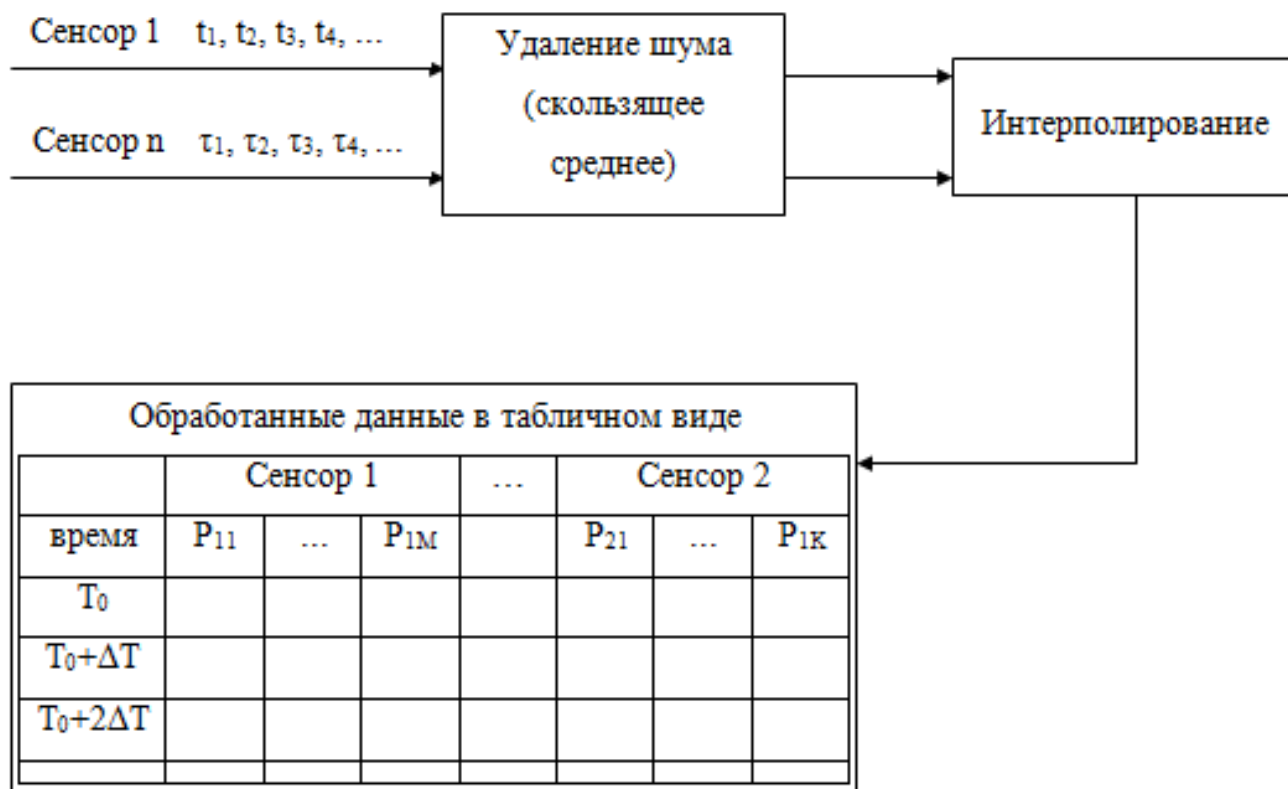 Сенсор 1 t₁, t₂, t₃, t₄, ...
Сенсор n τ₁, τ₂, τ₃, τ₄, ...
Удаление шума
(скользящее
среднее)
Интерполирование
Обработанные данные в табличном виде
Сенсор 1 ... Сенсор 2
время P₁₁ ... P₁M P₂₁ ... P₁K
T₀
T₀+ΔT
T₀+2ΔT